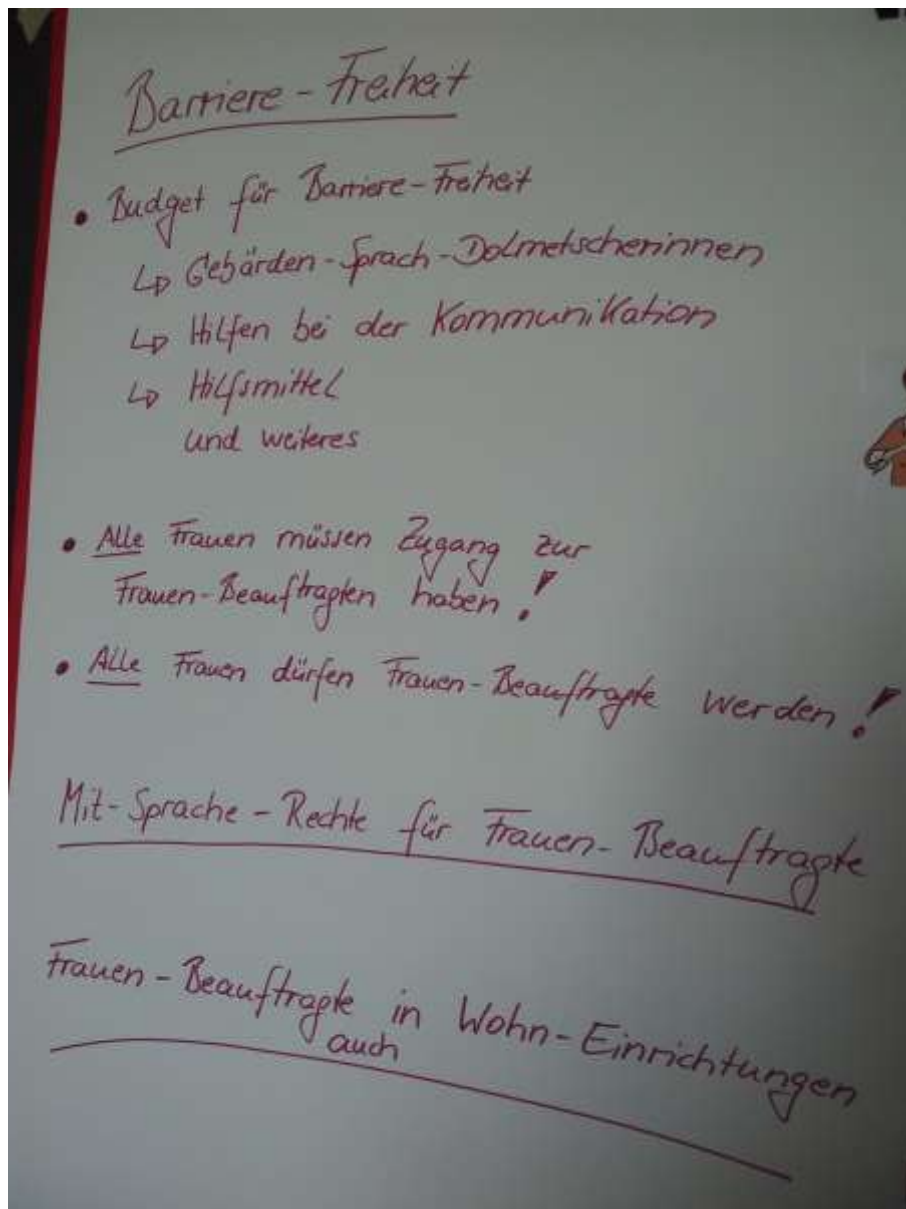 Barriere-Freiheit
• Budget für Barriere-Freiheit
↳ Gebärden-Sprach-Dolmetscherinnen
↳ Hilfen bei der Kommunikation
↳ Hilfsmittel
und weiteres
• Alle Frauen müssen Zugang zur
Frauen-Beauftragten haben!
• Alle Frauen dürfen Frauen-Beauftragte werden!
Mit-Sprache-Rechte für Frauen-Beauftragte
Frauen-Beauftragte in Wohn-Einrichtungen
auch